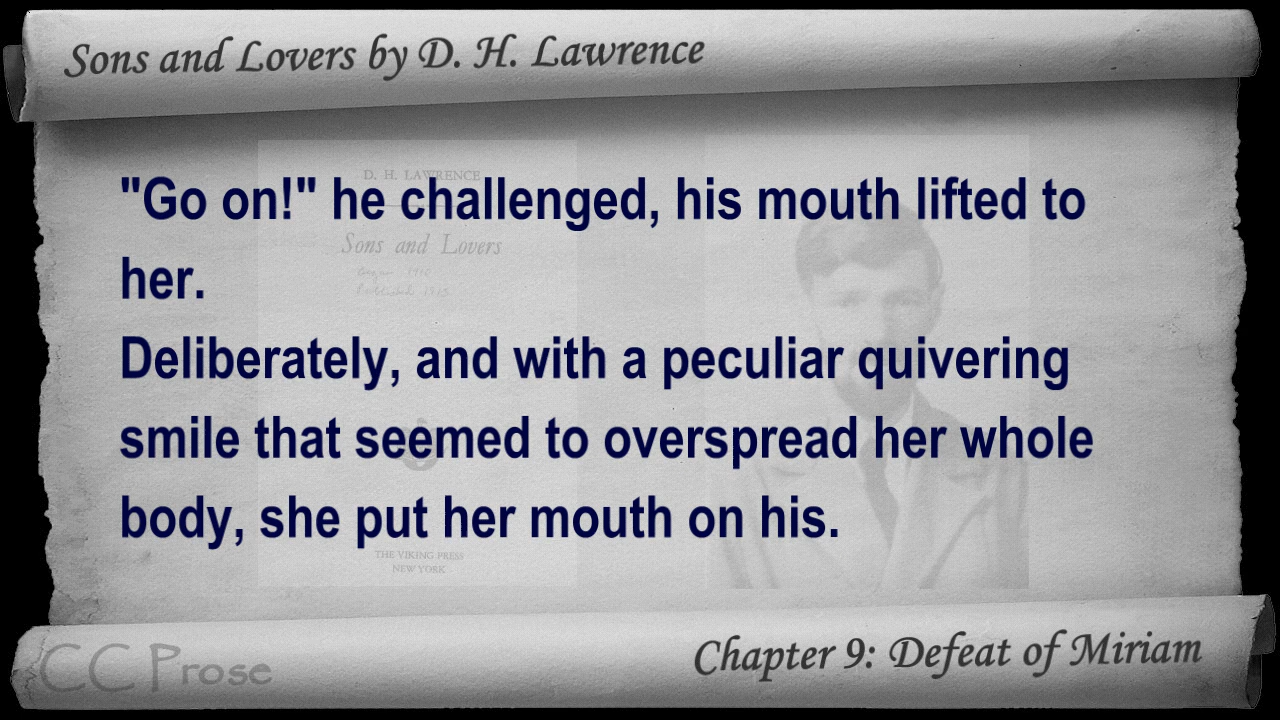 Sons and Lovers by D. H. Lawrence
D. H. LAWRENCE
"Go on!" he challenged, his mouth lifted to
Sons and Lovers
her.
Deliberately, and with a peculiar quivering
smile that seemed to overspread her whole
body, she put her mouth on his.
THE VIKING PRESS
NEW YORK
CC Prose
Chapter 9: Defeat of Miriam